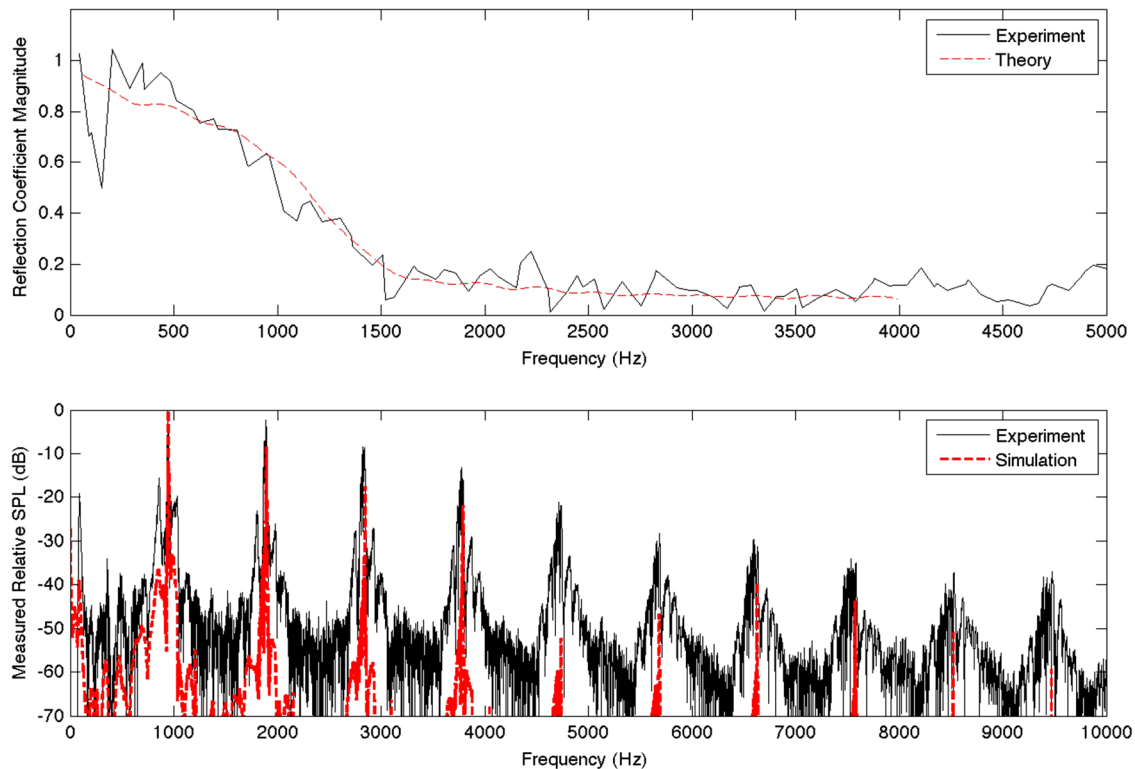 Reflection Coefficient Magnitude
1
0.8
0.6
0.4
0.2
0
0 500 1000 1500 2000 2500 3000 3500 4000 4500 5000
Frequency (Hz)
Experiment
Theory
Measured Relative SPL (dB)
0
-10
-20
-30
-40
-50
-60
-70
0 1000 2000 3000 4000 5000 6000 7000 8000 9000 10000
Frequency (Hz)
Experiment
Simulation